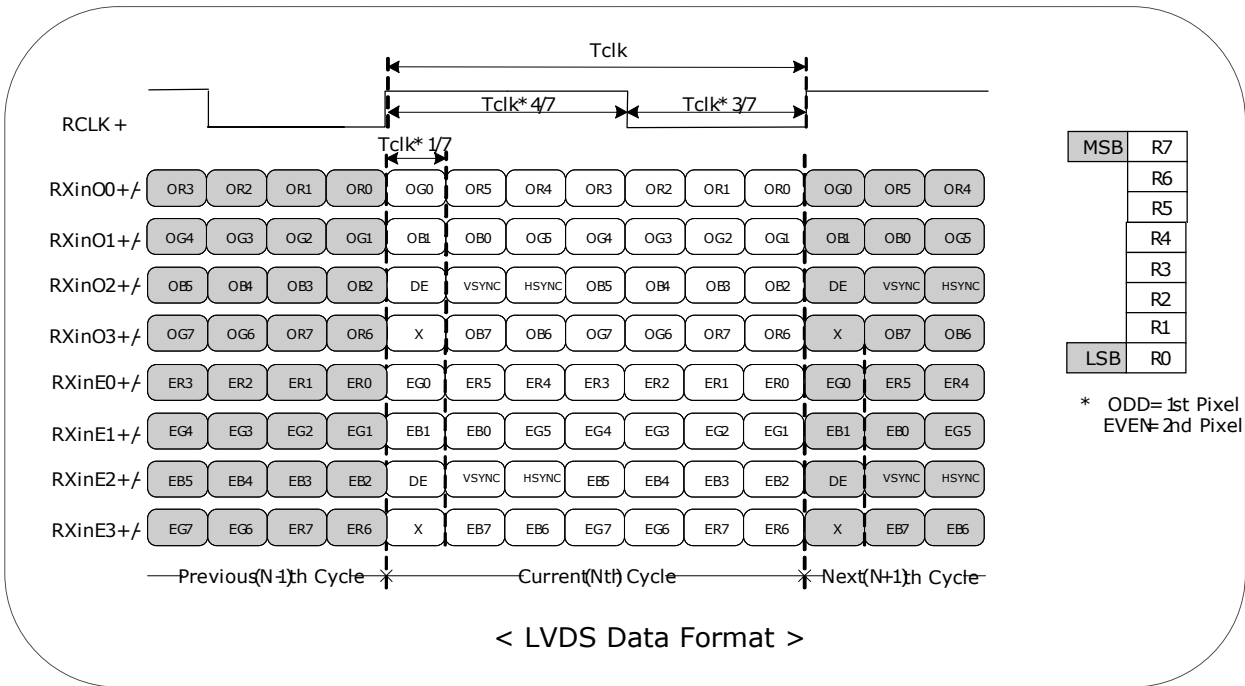 Tclk
Tclk* 4/7 Tclk* 3/7
RCLK +
Tclk* 1/7
RXinO0+/- OR3 OR2 OR1 OR0 OG0 OR5 OR4 OR3 OR2 OR1 OR0 OG0 OR5 OR4
RXinO1+/- OG4 OG3 OG2 OG1 OB1 OB0 OG5 OG4 OG3 OG2 OG1 OB1 OB0 OG5
RXinO2+/- OB5 OB4 OB3 OB2 DE VSYNC HSYNC OB5 OB4 OB3 OB2 DE VSYNC HSYNC
RXinO3+/- OG7 OG6 OR7 OR6 X OB7 OB6 OG7 OG6 OR7 OR6 X OB7 OB6
RXinE0+/- ER3 ER2 ER1 ER0 EG0 ER5 ER4 ER3 ER2 ER1 ER0 EG0 ER5 ER4
RXinE1+/- EG4 EG3 EG2 EG1 EB1 EB0 EG5 EG4 EG3 EG2 EG1 EB1 EB0 EG5
RXinE2+/- EB5 EB4 EB3 EB2 DE VSYNC HSYNC EB5 EB4 EB3 EB2 DE VSYNC HSYNC
RXinE3+/- EG7 EG6 ER7 ER6 X EB7 EB6 EG7 EG6 ER7 ER6 X EB7 EB6
Previous(N-1)th Cycle Current(Nth) Cycle Next(N+1)th Cycle
MSB R7
R6
R5
R4
R3
R2
R1
LSB R0
* ODD= 1st Pixel
EVEN= 2nd Pixel
< LVDS Data Format >